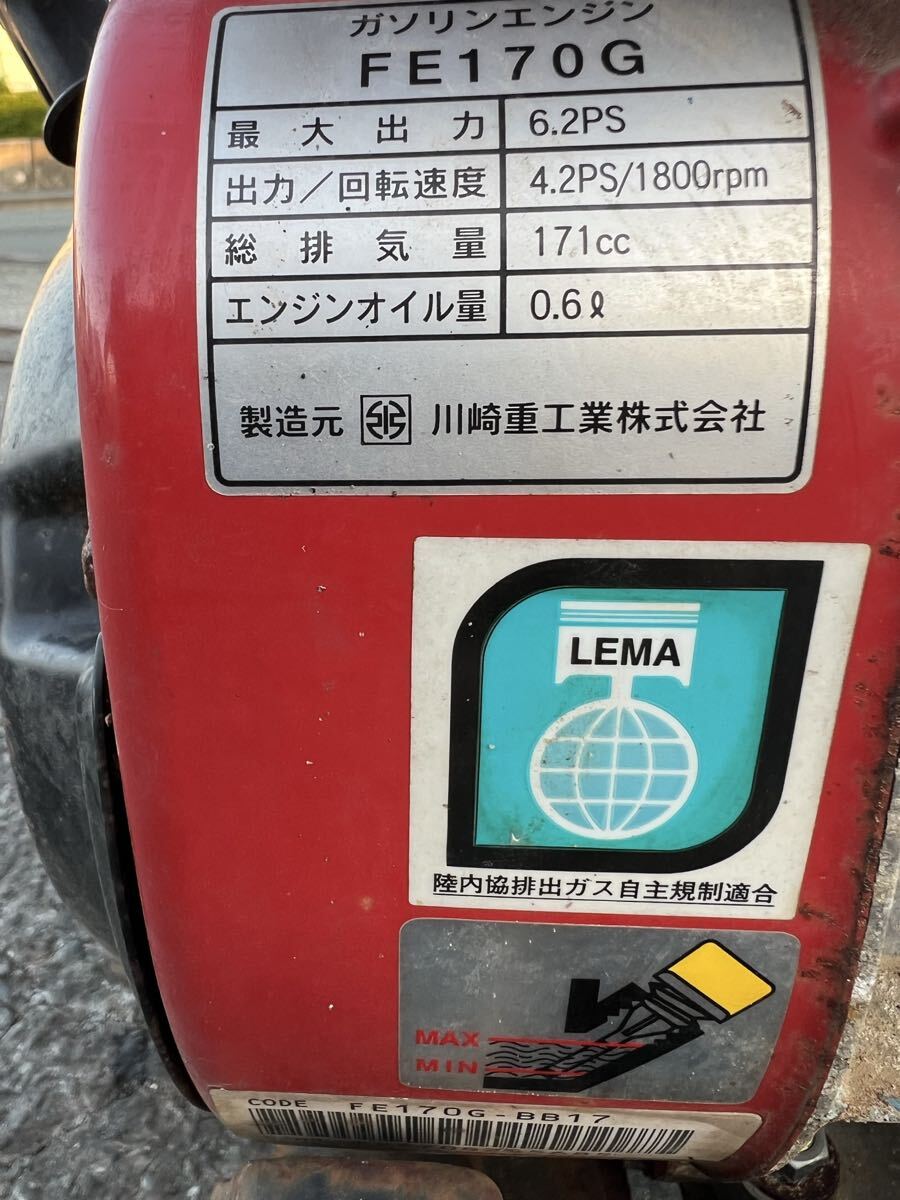 ガソリンエンジン
FE170G
最大出力 6.2PS
出力/回転速度 4.2PS/1800rpm
総排気量 171cc
エンジンオイル量 0.6ℓ
製造元 川崎重工業株式会社
LEMA
陸内協排出ガス自主規制適合
MAX
MIN
CODE FE170G-BB17